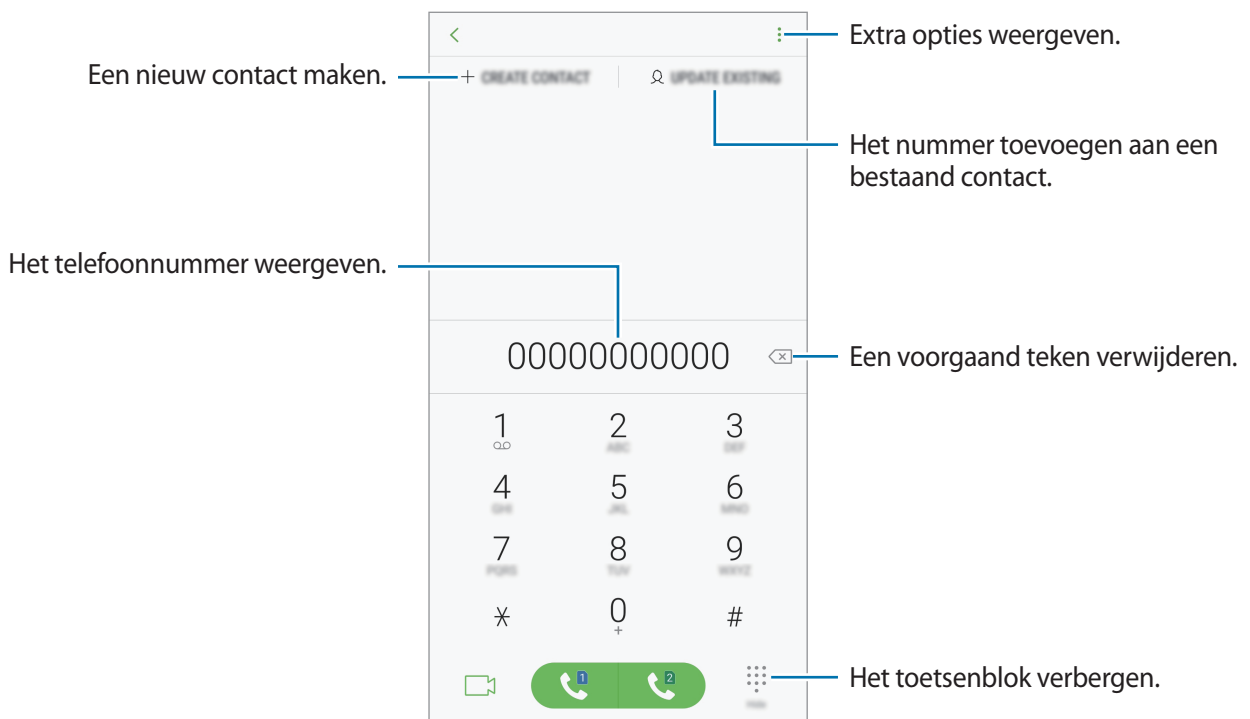 Extra opties weergeven.
Een nieuw contact maken.
CREATE CONTACT
UPDATE EXISTING
Het nummer toevoegen aan een
bestaand contact.
Het telefoonnummer weergeven.
00000000000
Een voorgaand teken verwijderen.
1 2 3
ABC DEF
4 5 6
GHI JKL MNO
7 8 9
PQRS TUV WXYZ
* 0 #
+
1 2
Het toetsenblok verbergen.
Hide